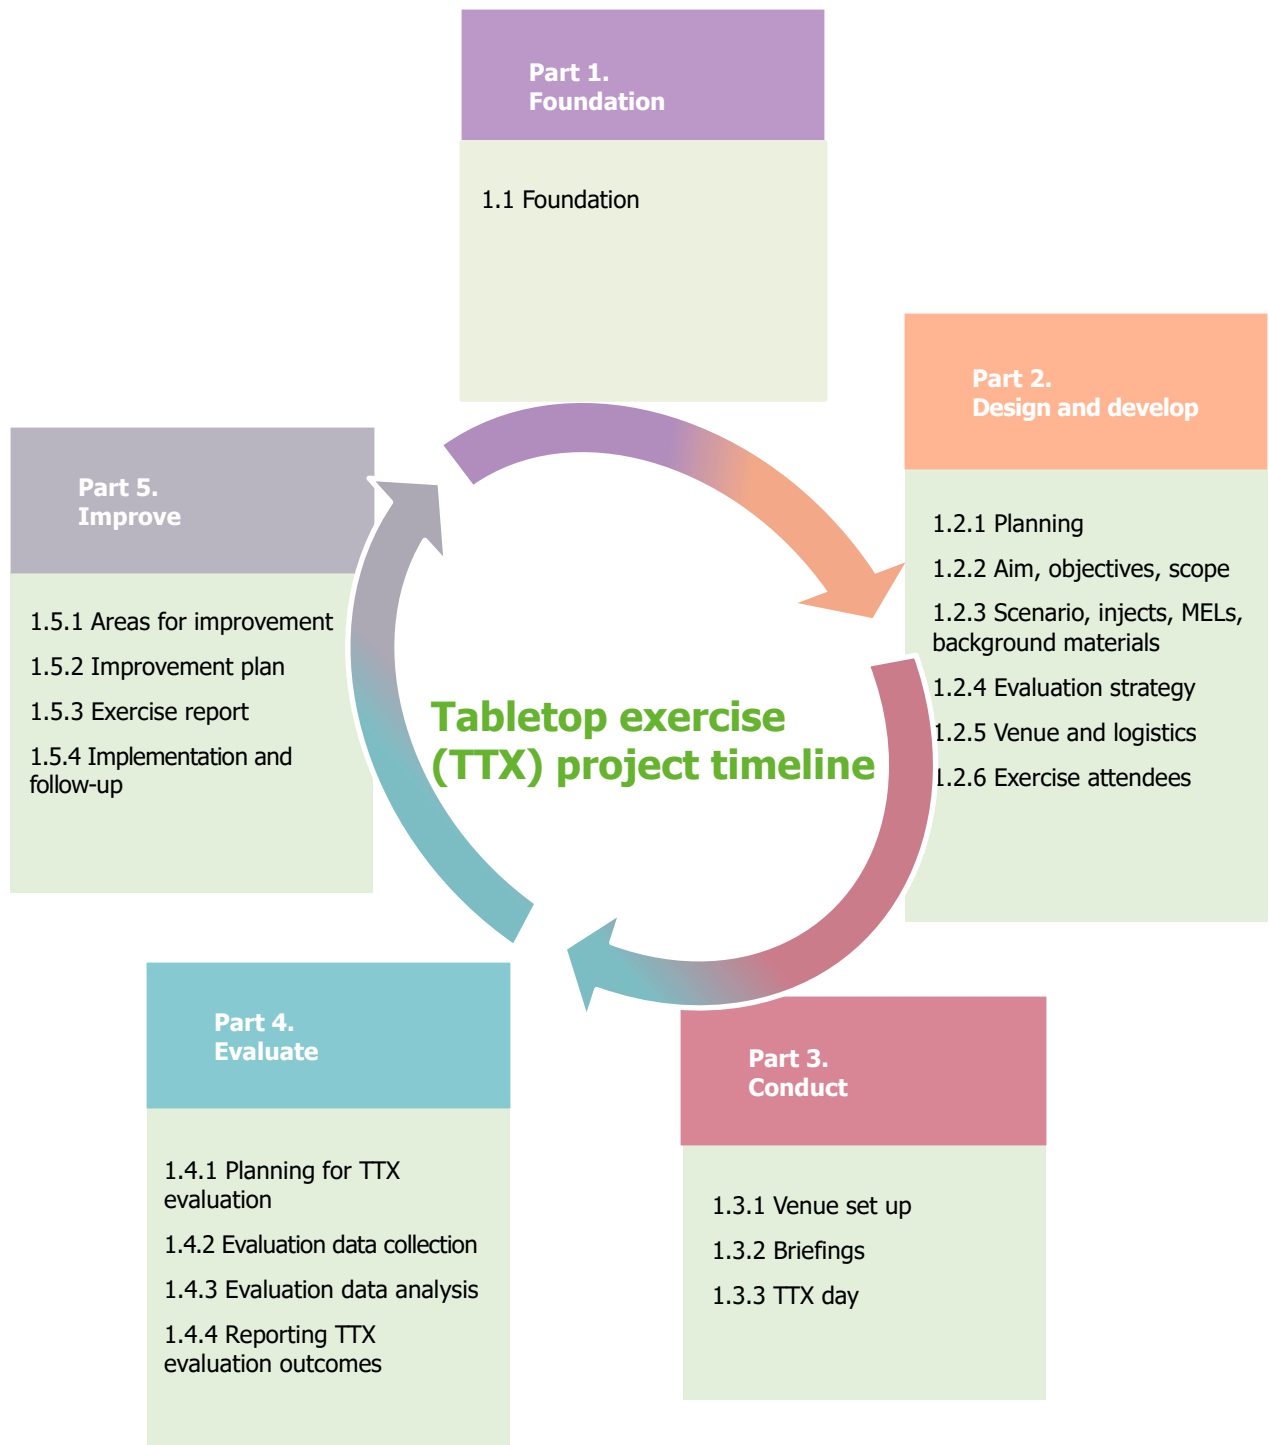 Part 1.
Foundation
1.1 Foundation
Part 2.
Design and develop
1.2.1 Planning
1.2.2 Aim, objectives, scope
1.2.3 Scenario, injects, MELs,
background materials
1.2.4 Evaluation strategy
1.2.5 Venue and logistics
1.2.6 Exercise attendees
Part 3.
Conduct
1.3.1 Venue set up
1.3.2 Briefings
1.3.3 TTX day
Part 4.
Evaluate
1.4.1 Planning for TTX
evaluation
1.4.2 Evaluation data collection
1.4.3 Evaluation data analysis
1.4.4 Reporting TTX
evaluation outcomes
Part 5.
Improve
1.5.1 Areas for improvement
1.5.2 Improvement plan
1.5.3 Exercise report
1.5.4 Implementation and
follow-up
Tabletop exercise
(TTX) project timeline